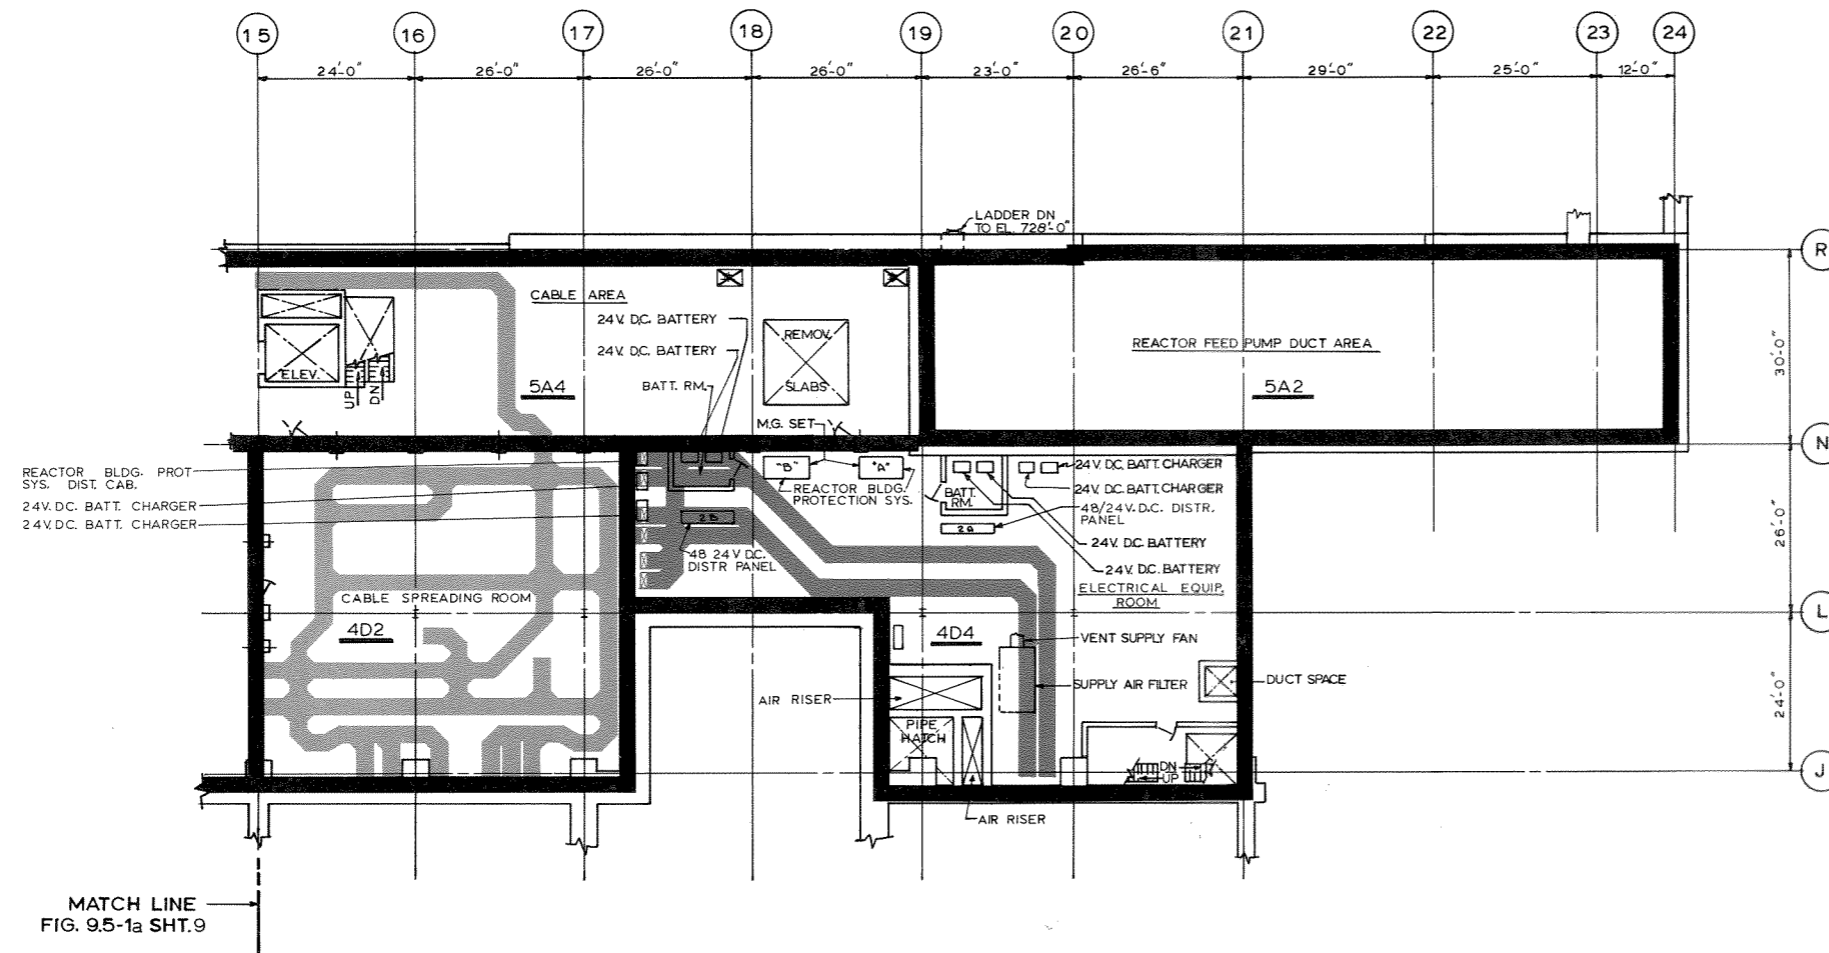 15 16 17 18 19 20 21 22 23 24
24'-0" 26'-0" 26'-0" 26'-0" 23'-0" 26'-6" 29'-0" 25'-0" 12'-0"
LADDER DN
TO EL. 728'-0"
R
CABLE AREA
24V. D.C. BATTERY
24V. D.C. BATTERY
BATT. RM.
REMOV.
SLABS
ELEV.
UP
DN
5A4
M.G. SET
REACTOR FEED PUMP DUCT AREA
5A2
30'-0"
N
REACTOR BLDG. PROT
SYS. DIST. CAB.
24V. DC. BATT. CHARGER
24V. DC. BATT. CHARGER
"B"
"A"
REACTOR BLDG.
PROTECTION SYS.
2B
48 24V D.C.
DISTR PANEL
BATT.
RM.
2A
24V. D.C. BATT. CHARGER
24V. D.C. BATT. CHARGER
48/24V. D.C. DISTR.
PANEL
24V. D.C. BATTERY
24V. D.C. BATTERY
ELECTRICAL EQUIP.
ROOM
26'-0"
CABLE SPREADING ROOM
4D2
L
4D4
VENT SUPPLY FAN
SUPPLY AIR FILTER
DUCT SPACE
AIR RISER
PIPE
HATCH
24'-0"
DN
UP
J
AIR RISER
MATCH LINE
FIG. 9.5-1a SHT.9